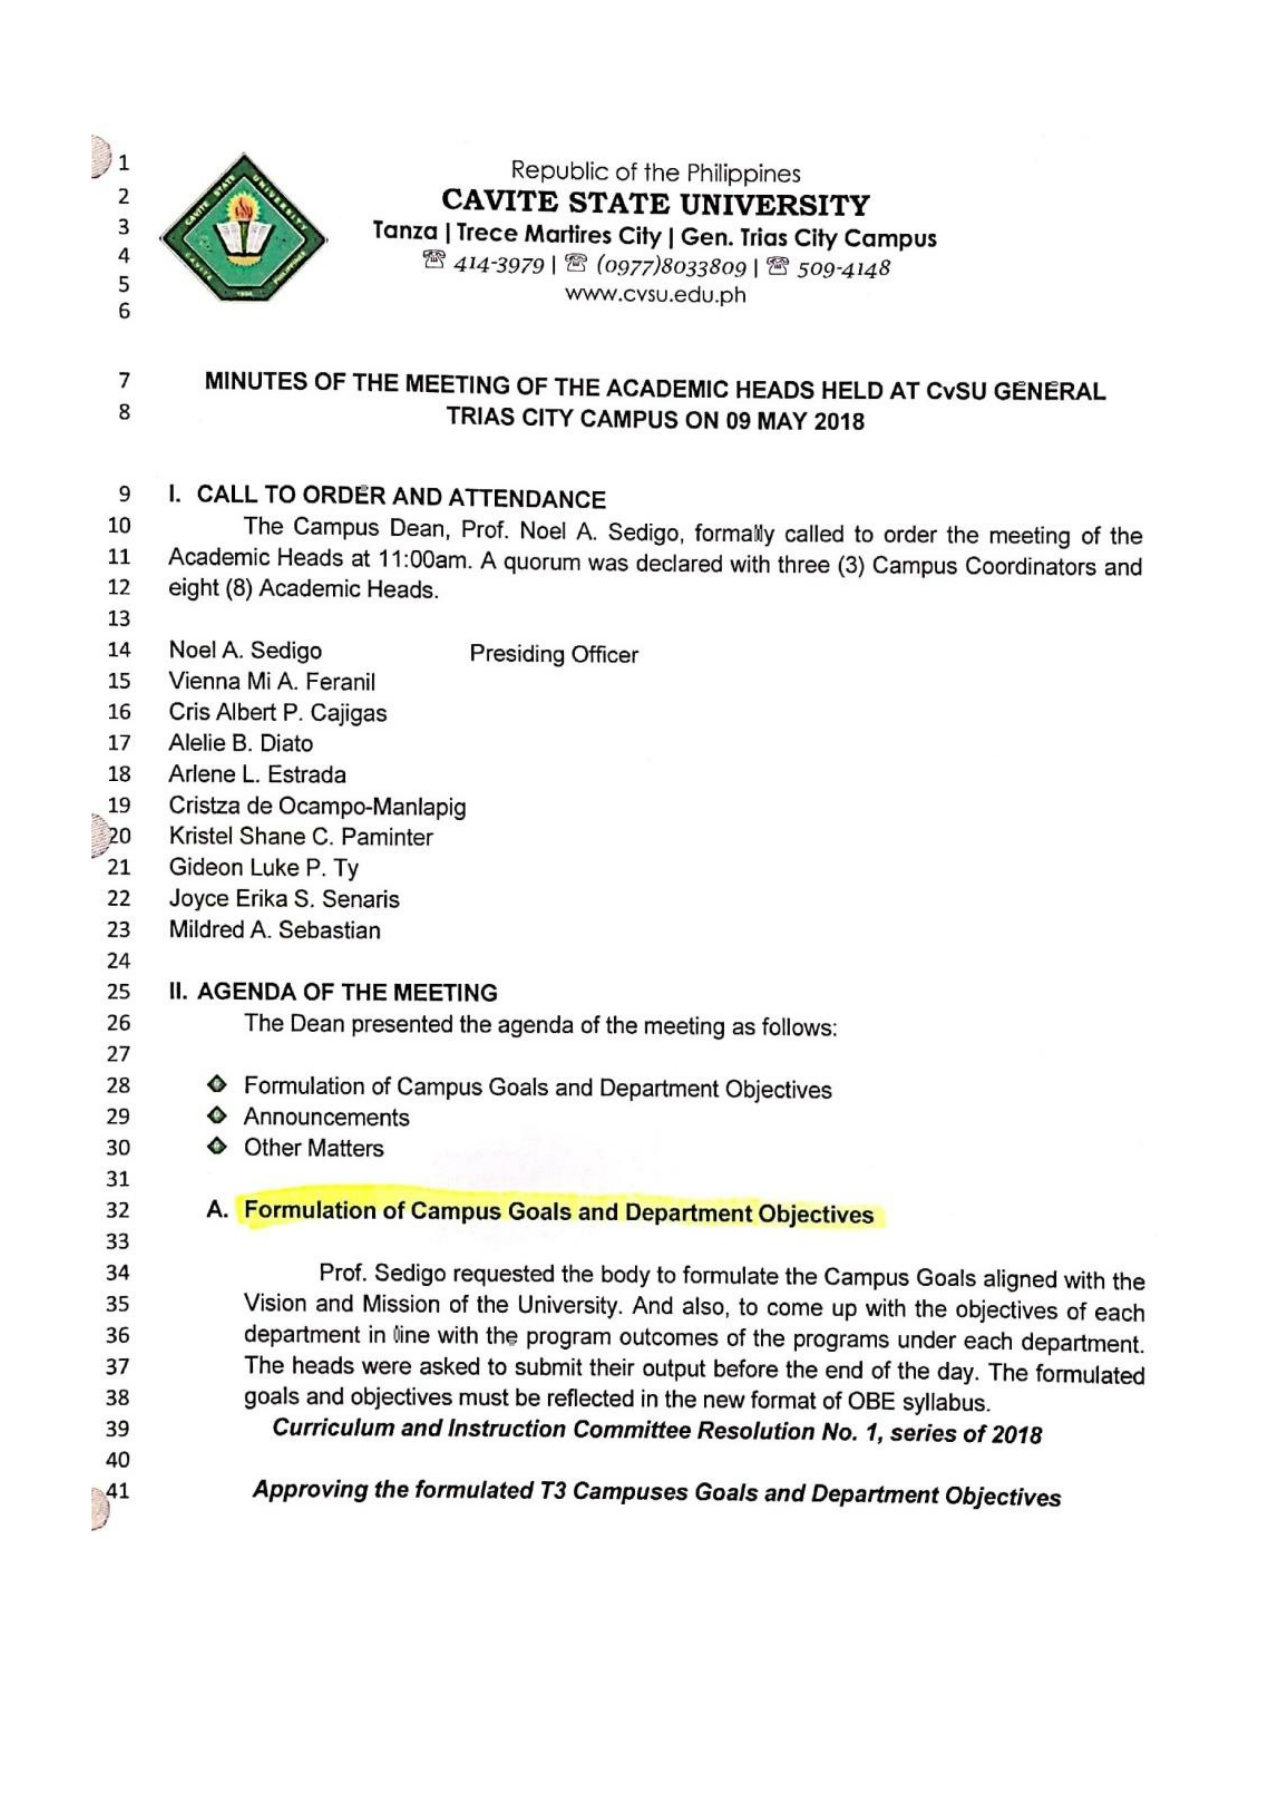 1 Republic of the Philippines
2 CAVITE STATE UNIVERSITY
3 Tanza | Trece Martires City | Gen. Trias City Campus
4 ☏ 414-3979 | ☏ (0977)8033809 | ☏ 509-4148
5 www.cvsu.edu.ph
6
CAVITE STATE UNIVERSITY
PHILIPPINES
7 MINUTES OF THE MEETING OF THE ACADEMIC HEADS HELD AT CvSU GENERAL
8 TRIAS CITY CAMPUS ON 09 MAY 2018
9 I. CALL TO ORDER AND ATTENDANCE
10 The Campus Dean, Prof. Noel A. Sedigo, formally called to order the meeting of the
11 Academic Heads at 11:00am. A quorum was declared with three (3) Campus Coordinators and
12 eight (8) Academic Heads.
13
14 Noel A. Sedigo Presiding Officer
15 Vienna Mi A. Feranil
16 Cris Albert P. Cajigas
17 Alelie B. Diato
18 Arlene L. Estrada
19 Cristza de Ocampo-Manlapig
20 Kristel Shane C. Paminter
21 Gideon Luke P. Ty
22 Joyce Erika S. Senaris
23 Mildred A. Sebastian
24
25 II. AGENDA OF THE MEETING
26 The Dean presented the agenda of the meeting as follows:
27
28 Formulation of Campus Goals and Department Objectives
29 Announcements
30 Other Matters
31
32 A. Formulation of Campus Goals and Department Objectives
33
34 Prof. Sedigo requested the body to formulate the Campus Goals aligned with the
35 Vision and Mission of the University. And also, to come up with the objectives of each
36 department in line with the program outcomes of the programs under each department.
37 The heads were asked to submit their output before the end of the day. The formulated
38 goals and objectives must be reflected in the new format of OBE syllabus.
39 Curriculum and Instruction Committee Resolution No. 1, series of 2018
40
41 Approving the formulated T3 Campuses Goals and Department Objectives